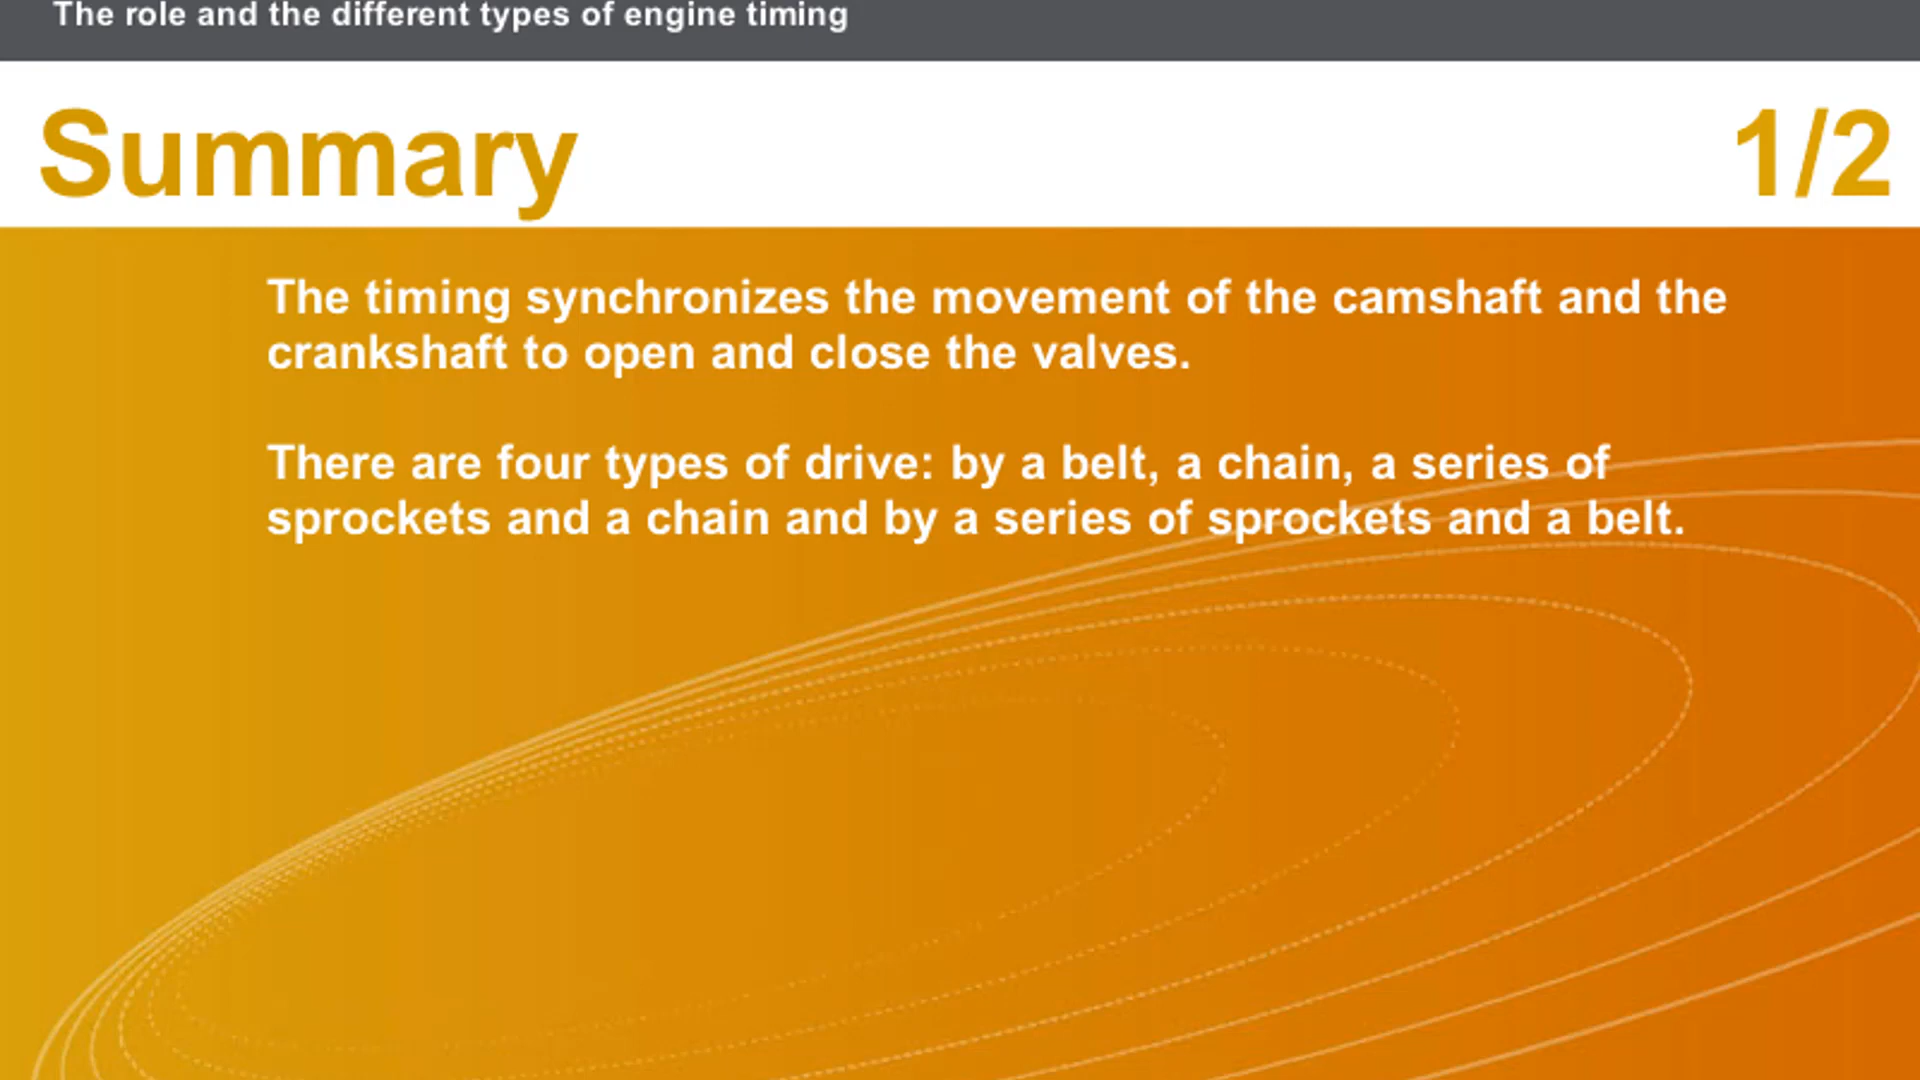 The role and the different types of engine timing
Summary
1/2
The timing synchronizes the movement of the camshaft and the
crankshaft to open and close the valves.
There are four types of drive: by a belt, a chain, a series of
sprockets and a chain and by a series of sprockets and a belt.